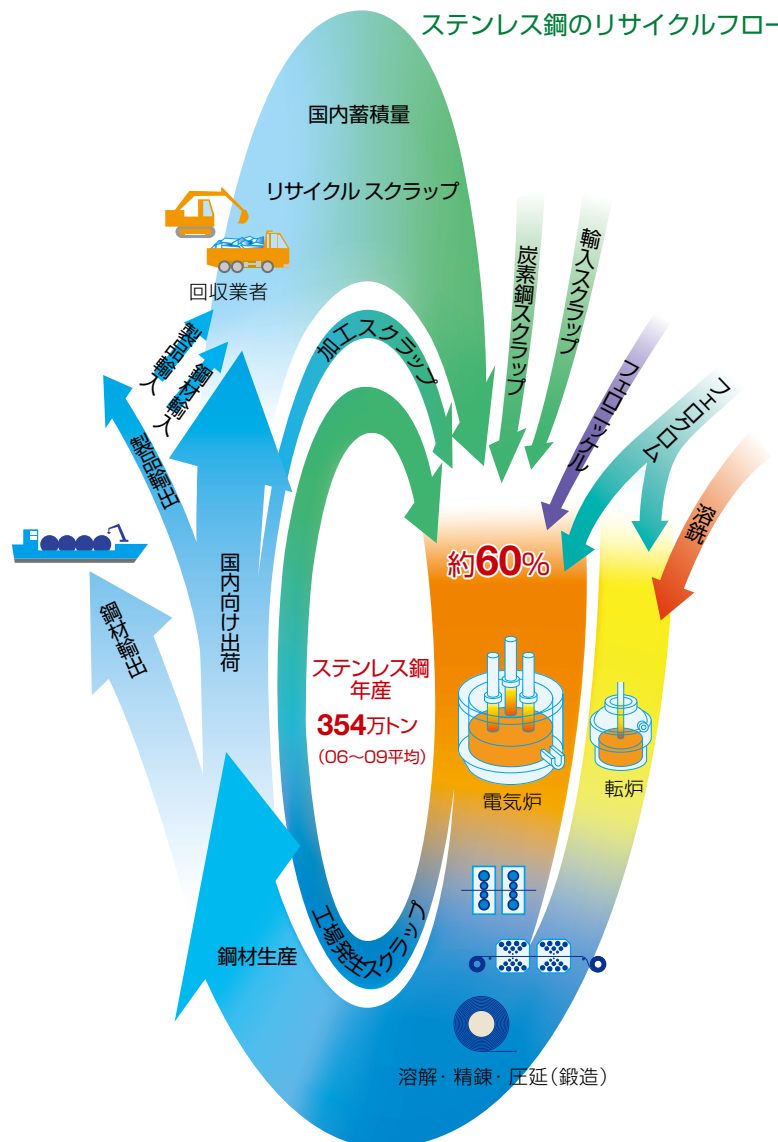 ステンレス鋼のリサイクルフロー
国内蓄積量
リサイクル スクラップ
回収業者
炭素鋼スクラップ
輸入スクラップ
フェロニッケル
フェロクロム
溶銑
加工スクラップ
製品輸入
鋼材輸入
製品輸出
国内向け出荷
鋼材輸出
約60%
ステンレス鋼
年産
354万トン
(06〜09平均)
電気炉
転炉
工場発生スクラップ
鋼材生産
溶解・精錬・圧延(鍛造)